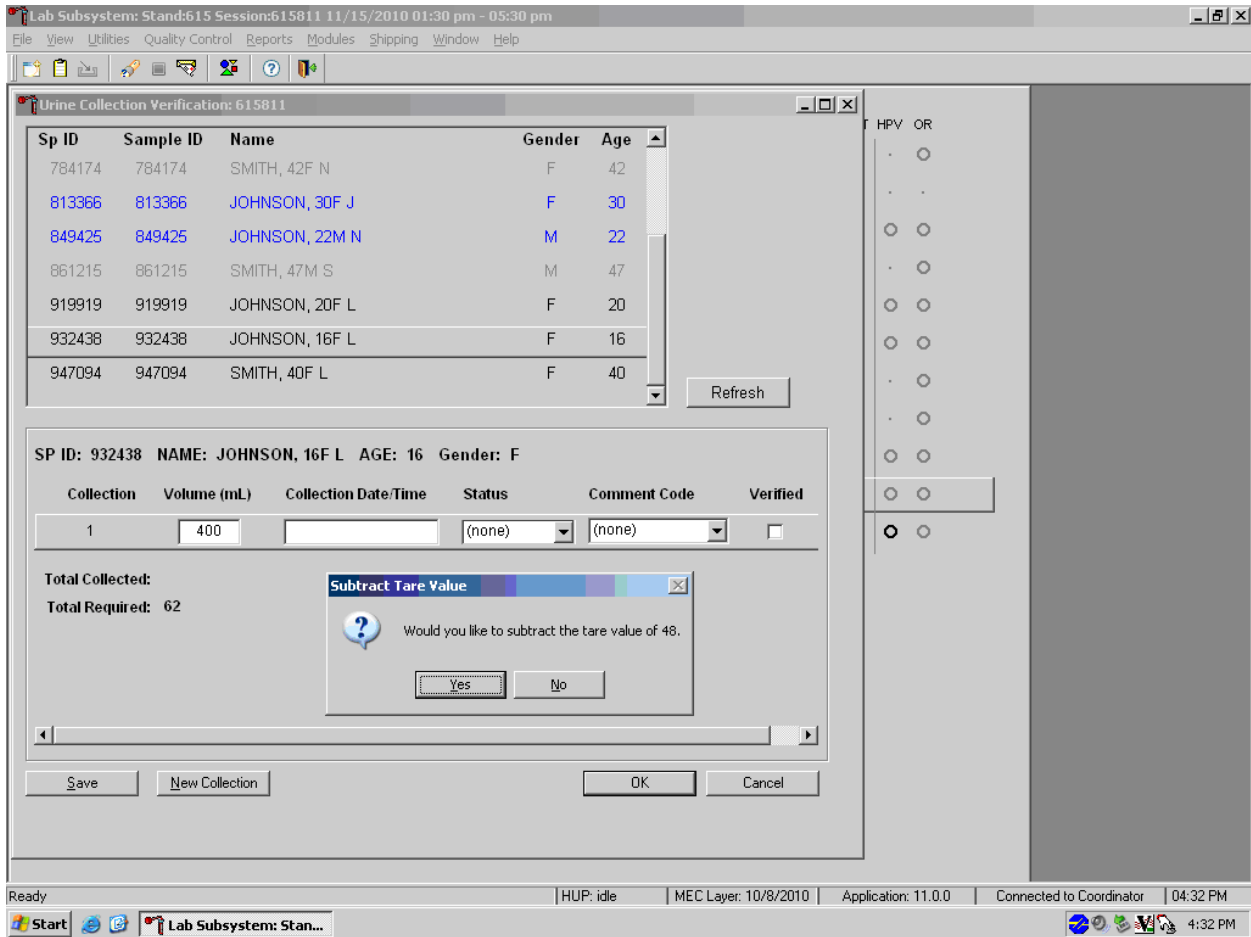 Lab Subsystem: Stand:615 Session:615811 11/15/2010 01:30 pm - 05:30 pm
File View Utilities Quality Control Reports Modules Shipping Window Help
Urine Collection Verification: 615811
T HPV OR
Sp ID Sample ID Name Gender Age
784174 784174 SMITH, 42F N F 42
813366 813366 JOHNSON, 30F J F 30
849425 849425 JOHNSON, 22M N M 22
861215 861215 SMITH, 47M S M 47
919919 919919 JOHNSON, 20F L F 20
932438 932438 JOHNSON, 16F L F 16
947094 947094 SMITH, 40F L F 40
Refresh
SP ID: 932438 NAME: JOHNSON, 16F L AGE: 16 Gender: F
Collection Volume (mL) Collection Date/Time Status Comment Code Verified
1 400 (none) (none)
Total Collected:
Total Required: 62
Subtract Tare Value
Would you like to subtract the tare value of 48.
Yes No
Save New Collection OK Cancel
Ready HUP: idle MEC Layer: 10/8/2010 Application: 11.0.0 Connected to Coordinator 04:32 PM
Start Lab Subsystem: Stan... 4:32 PM